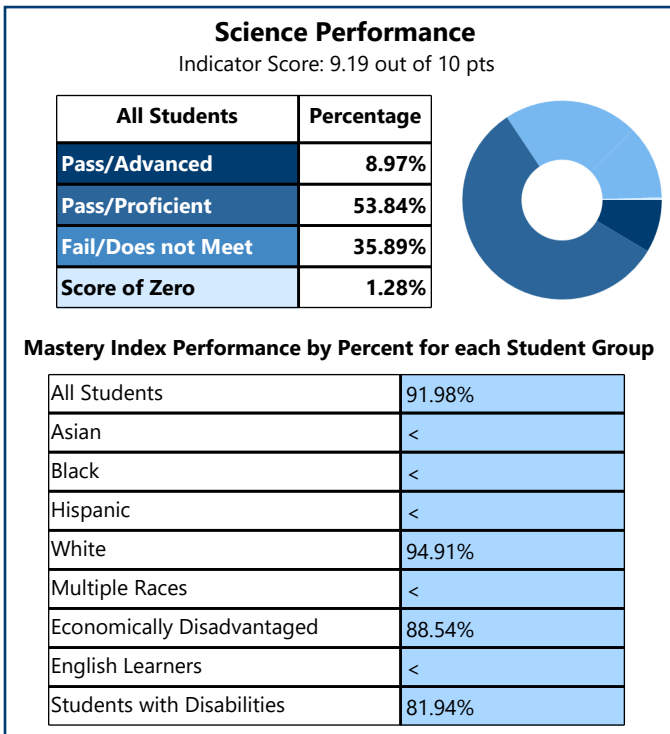 Science Performance
Indicator Score: 9.19 out of 10 pts
All Students Percentage
Pass/Advanced 8.97%
Pass/Proficient 53.84%
Fail/Does not Meet 35.89%
Score of Zero 1.28%
Mastery Index Performance by Percent for each Student Group
All Students 91.98%
Asian <
Black <
Hispanic <
White 94.91%
Multiple Races <
Economically Disadvantaged 88.54%
English Learners <
Students with Disabilities 81.94%